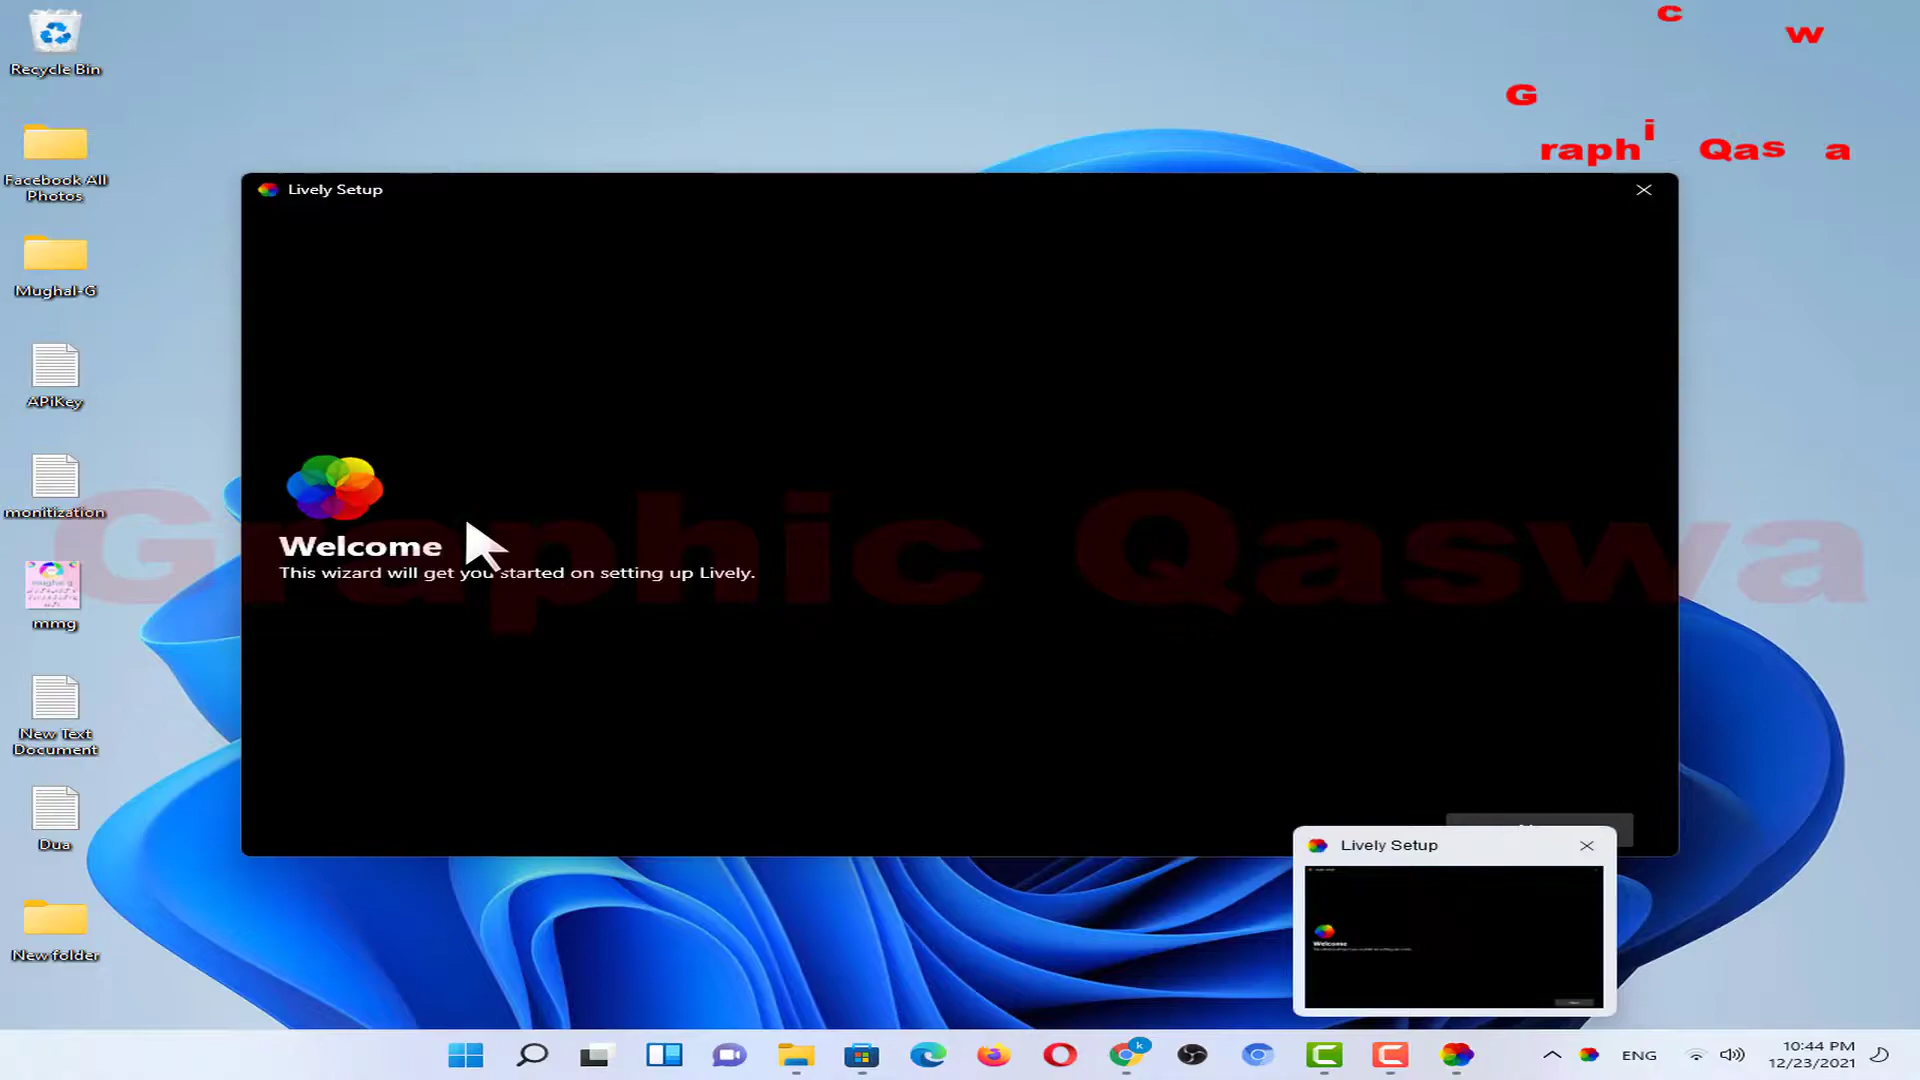 Recycle Bin
Facebook All
Photos
Mughal-G
APiKey
monitization
mmg
New Text
Document
Dua
New folder
c
w
G
raph i Qas a
Lively Setup
Welcome
This wizard will get you started on setting up Lively.
Graphic Qaswa
Lively Setup
Welcome
k
ENG
10:44 PM
12/23/2021